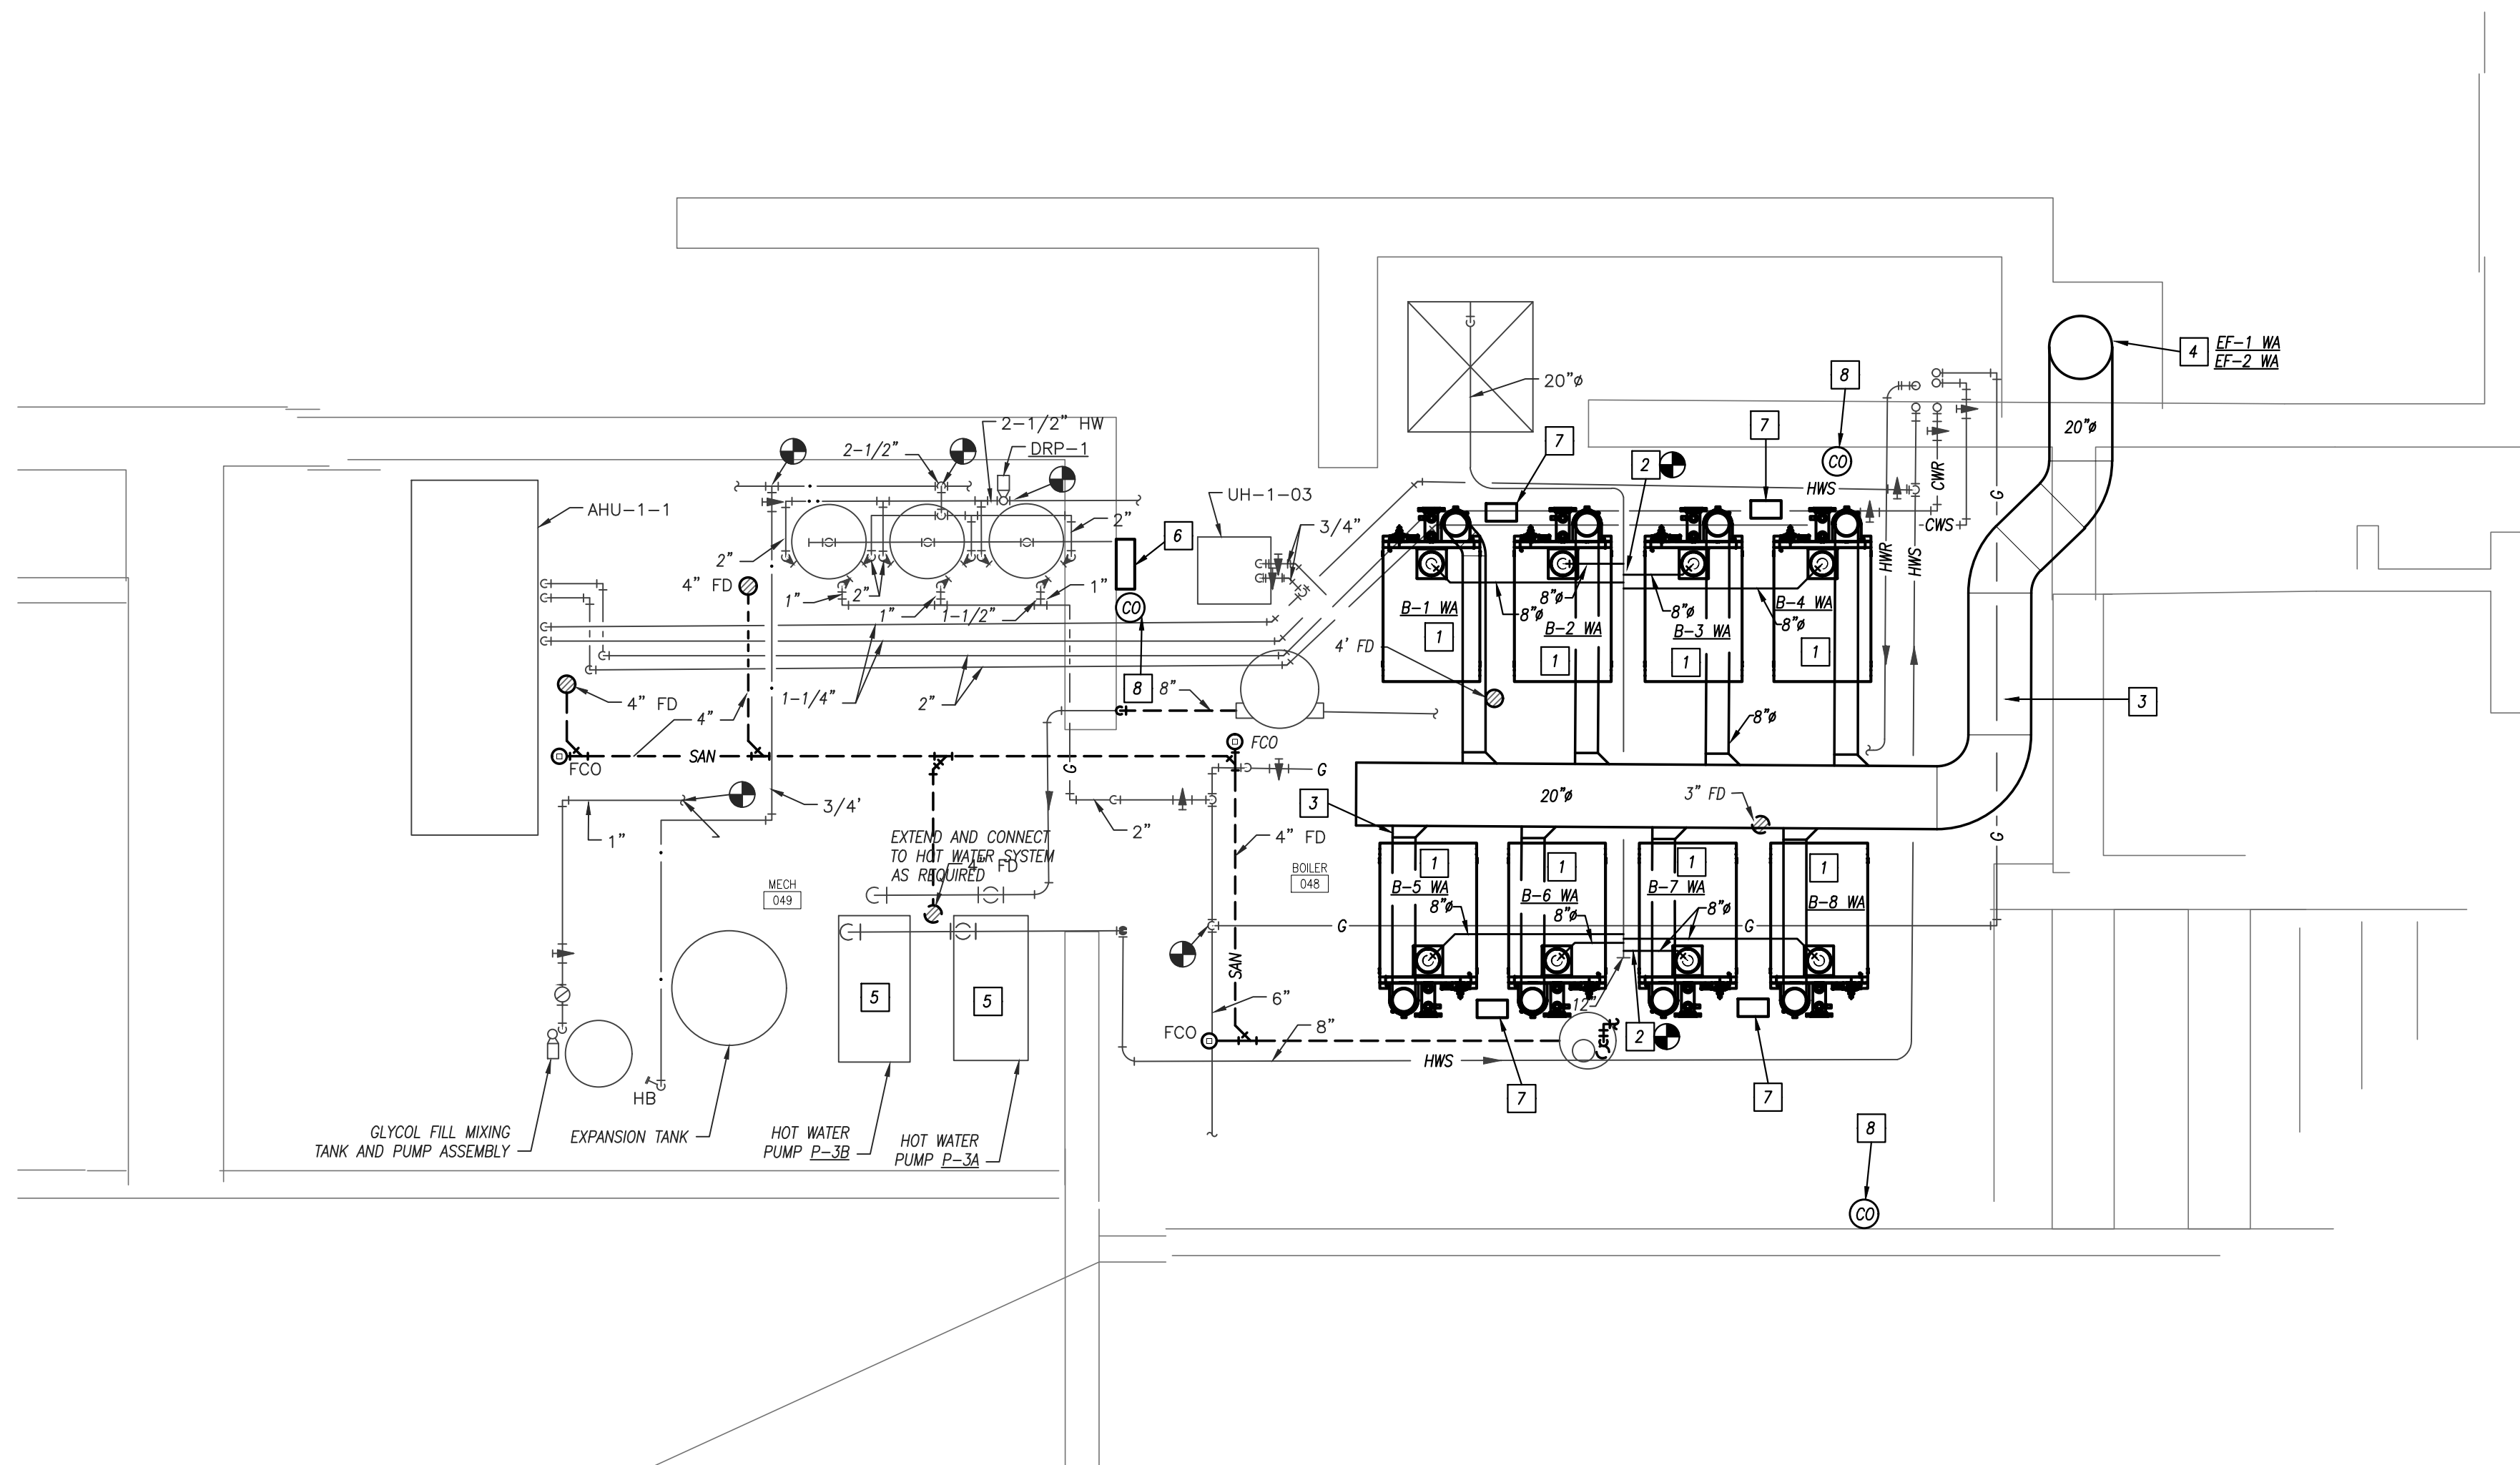 4
EF-1 WA
EF-2 WA
8
20"ø
20"ø
7
7
2-1/2" HW
2-1/2"
DRP-1
CO
2
CWR
UH-1-03
HWS
G
AHU-1-1
2"
3/4"
CWS
6
2"
HWR
HWS
4" FD
1"
2"
1"
1-1/2"
1"
CO
8"ø
8"ø
8"ø
8"ø
B-1 WA
B-2 WA
B-3 WA
B-4 WA
1
1
1
1
4' FD
8
8"
3
4" FD
1-1/4"
2"
4"
8"ø
FCO
SAN
FCO
G
G
3/4'
3
20"ø
3" FD
1"
2"
4" FD
G
EXTEND AND CONNECT
TO HOT WATER SYSTEM
AS REQUIRED
4" FD
MECH
049
BOILER
048
1
1
1
1
B-5 WA
B-6 WA
B-7 WA
B-8 WA
8"ø
8"ø
8"ø
G
G
SAN
5
5
6"
12"
8"
FCO
2
HWS
HB
7
7
GLYCOL FILL MIXING
TANK AND PUMP ASSEMBLY
EXPANSION TANK
HOT WATER
PUMP P-3B
HOT WATER
PUMP P-3A
8
CO